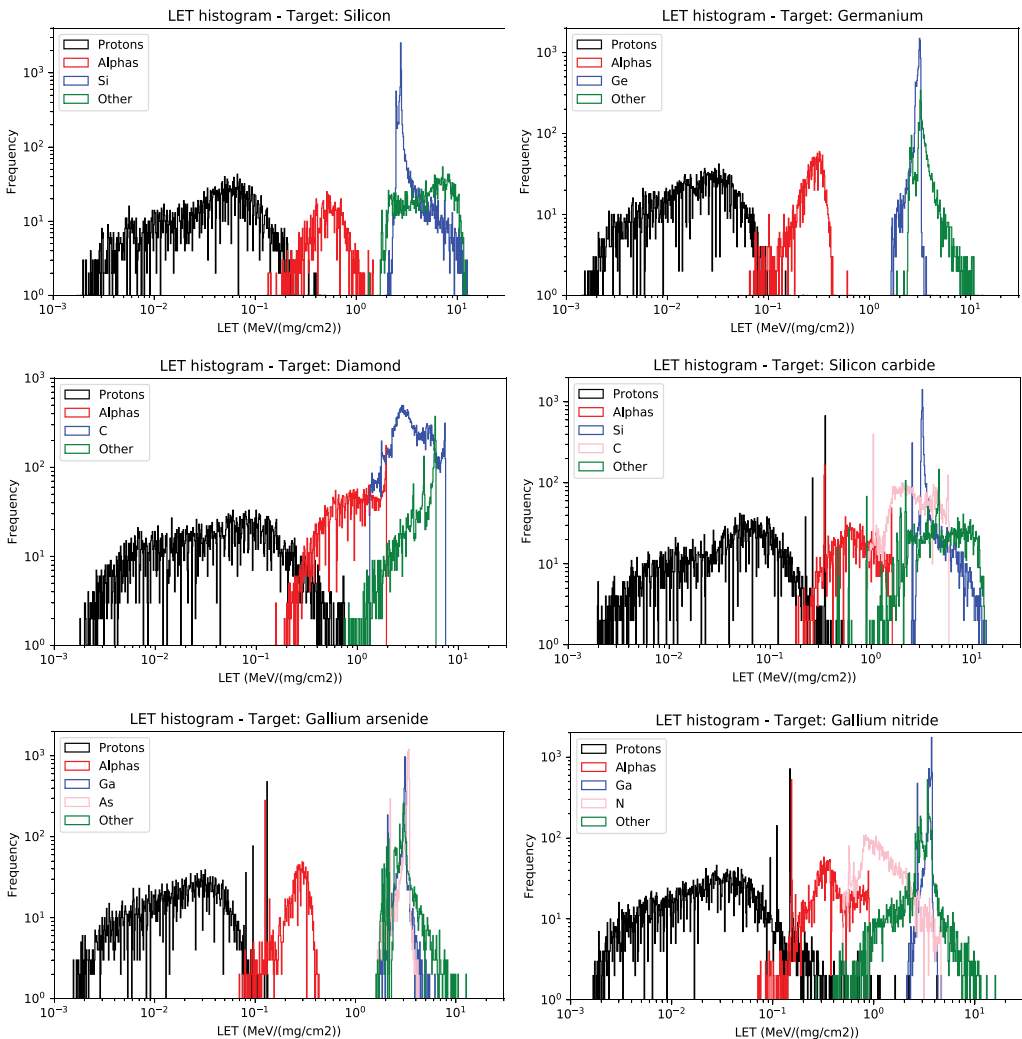 LET histogram - Target: Silicon
Protons
Alphas
Si
Other
Frequency
10³
10²
10¹
10⁰
10⁻³ 10⁻² 10⁻¹ 10⁰ 10¹
LET (MeV/(mg/cm2))
LET histogram - Target: Germanium
Protons
Alphas
Ge
Other
Frequency
10³
10²
10¹
10⁰
10⁻³ 10⁻² 10⁻¹ 10⁰ 10¹
LET (MeV/(mg/cm2))
LET histogram - Target: Diamond
Protons
Alphas
C
Other
Frequency
10³
10²
10¹
10⁰
10⁻³ 10⁻² 10⁻¹ 10⁰ 10¹
LET (MeV/(mg/cm2))
LET histogram - Target: Silicon carbide
Protons
Alphas
Si
C
Other
Frequency
10³
10²
10¹
10⁰
10⁻³ 10⁻² 10⁻¹ 10⁰ 10¹
LET (MeV/(mg/cm2))
LET histogram - Target: Gallium arsenide
Protons
Alphas
Ga
As
Other
Frequency
10³
10²
10¹
10⁰
10⁻³ 10⁻² 10⁻¹ 10⁰ 10¹
LET (MeV/(mg/cm2))
LET histogram - Target: Gallium nitride
Protons
Alphas
Ga
N
Other
Frequency
10³
10²
10¹
10⁰
10⁻³ 10⁻² 10⁻¹ 10⁰ 10¹
LET (MeV/(mg/cm2))